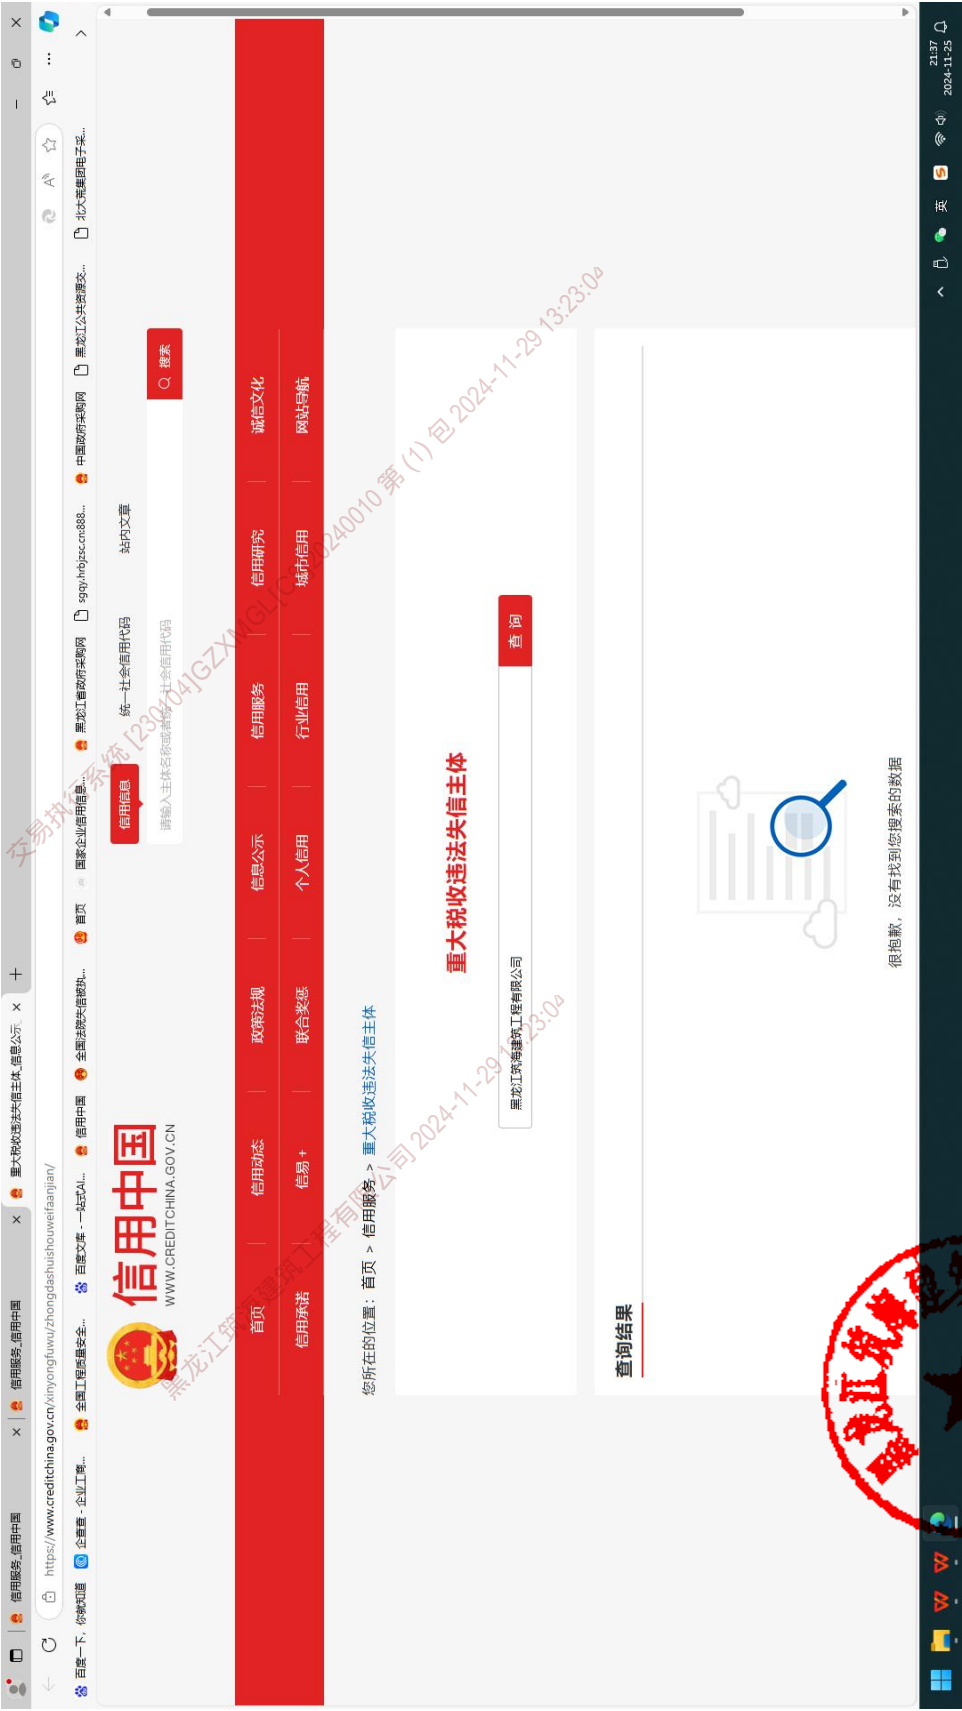 信用服务_信用中国
信用服务_信用中国
重大税收违法失信主体_信息公示_
https://www.creditchina.gov.cn/xinyongfuwu/zhongdashuishouweifaanjian/
百度一下，你就知道
企查查 - 企业工商...
全国工程质量安全...
百度文库 - 一站式AI...
信用中国
全国法院失信被执...
首页
国家企业信用信息...
黑龙江省政府采购网
sgqy.hrbjzsc.cn:888...
中国政府采购网
黑龙江公共资源交...
北大荒集团电子采...
信用中国
WWW.CREDITCHINA.GOV.CN
信用信息
统一社会信用代码
站内文章
请输入主体名称或者统一社会信用代码
搜索
首页
信用动态
政策法规
信息公示
信用服务
信用研究
诚信文化
信用承诺
信易+
联合奖惩
个人信用
行业信用
城市信用
网站导航
您所在的位置： 首页 > 信用服务 > 重大税收违法失信主体
重大税收违法失信主体
黑龙江筑海建筑工程有限公司
查 询
查询结果
很抱歉，没有找到您搜索的数据
交易执行系统 [230104]GZXMGL[CS]20240010 第 (1) 包 2024-11-29 13:23:04
黑龙江筑海建筑工程有限公司 2024-11-29 13:23:04
英
21:37
2024-11-25